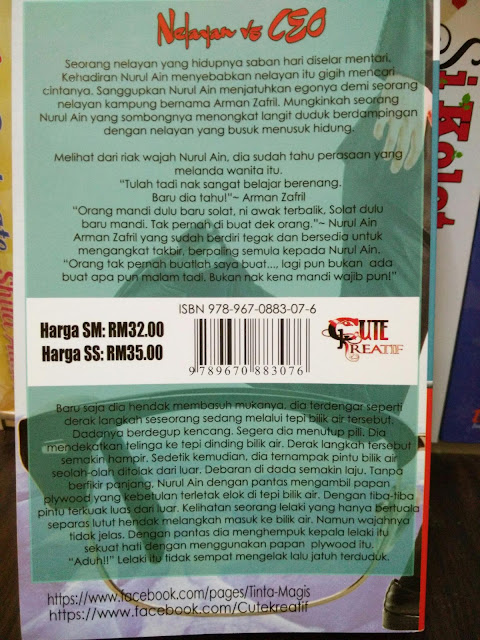 Nelayan vs CEO
Seorang nelayan yang hidupnya saban hari diselar mentari.
Kehadiran Nurul Ain menyebabkan nelayan itu gigih mencari
cintanya. Sanggupkan Nurul Ain menjatuhkan egonya demi seorang
nelayan kampung bernama Arman Zafril. Mungkinkah seorang
Nurul Ain yang sombongnya menongkat langit duduk berdampingan
dengan nelayan yang busuk menusuk hidung.
Melihat dari riak wajah Nurul Ain, dia sudah tahu perasaan yang
melanda wanita itu.
"Tulah tadi nak sangat belajar berenang.
Baru dia tahu!"~ Arman Zafril
"Orang mandi dulu baru solat, ni awak terbalik. Solat dulu
baru mandi. Tak pernah di buat dek orang."~ Nurul Ain
Arman Zafril yang sudah berdiri tegak dan bersedia untuk
mengangkat takbir, berpaling semula kepada Nurul Ain.
"Orang tak pernah buatlah saya buat..., lagi pun bukan ada
buat apa pun malam tadi. Bukan nak kena mandi wajib pun!"
ISBN 978-967-0883-07-6
Harga SM: RM32.00
Harga SS: RM35.00
9 789670 883076
CUTE
KREATIF
Baru saja dia hendak membasuh mukanya, dia terdengar seperti
derak langkah seseorang sedang melalui tepi bilik air tersebut.
Dadanya berdegup kencang. Segera dia menutup pili. Dia
mendekatkan telinga ke tepi dinding bilik air. Derak langkah tersebut
semakin hampir. Sedetik kemudian, dia ternampak pintu bilik air
seolah-olah ditolak dari luar. Debaran di dada semakin laju. Tanpa
berfikir panjang, Nurul Ain dengan pantas mengambil papan
plywood yang kebetulan terletak elok di tepi bilik air. Dengan tiba-tiba
pintu terkuak luas dari luar. Kelihatan seorang lelaki yang hanya bertuala
separas lutut hendak melangkah masuk ke bilik air. Namun wajahnya
tidak jelas. Dengan pantas dia menghempuk kepala lelaki itu
sekuat hati dengan menggunakan papan plywood itu.
"Aduh!!" Lelaki itu tidak sempat mengelak lalu jatuh terduduk.
https://www.facebook.com/pages/Tinta-Magis
https://www.facebook.com/Cutekreatif
Si Kolet